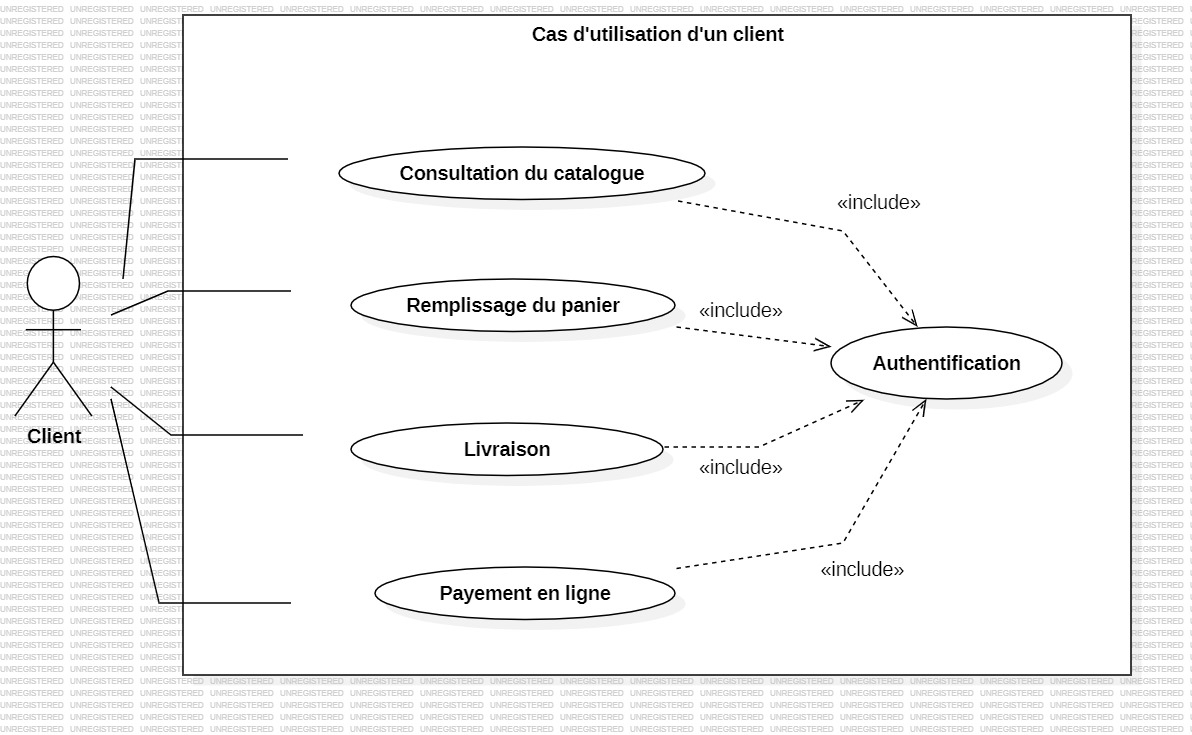 Cas d'utilisation d'un client
Consultation du catalogue
«include»
Remplissage du panier
«include»
Authentification
Client
Livraison
«include»
Payement en ligne
«include»
UNREGISTERED